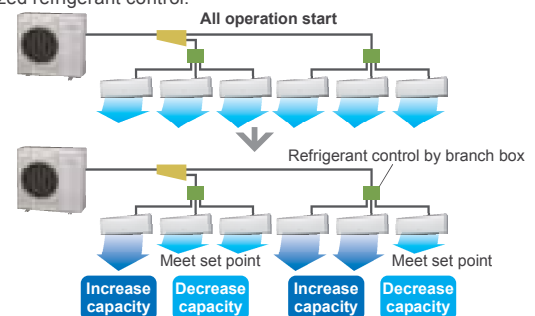 zed refrigerant control.
All operation start
Refrigerant control by branch box
Meet set point
Meet set point
Increase
capacity
Decrease
capacity
Increase
capacity
Decrease
capacity